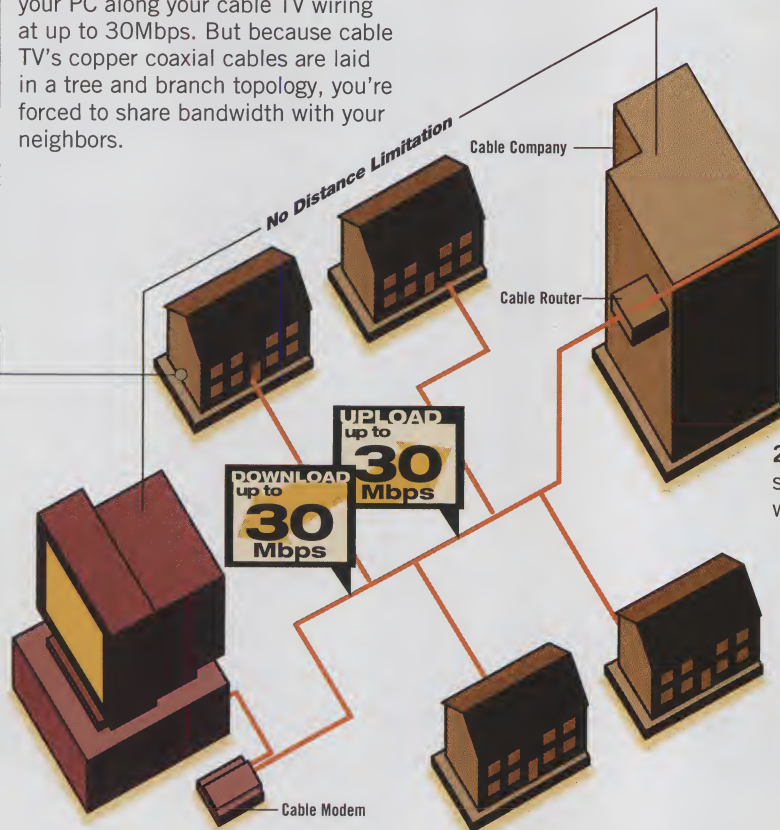 your PC along your cable TV wiring
at up to 30Mbps. But because cable
TV's copper coaxial cables are laid
in a tree and branch topology, you're
forced to share bandwidth with your
neighbors.
No Distance Limitation
Cable Company
Cable Router
UPLOAD
up to
30
Mbps
DOWNLOAD
up to
30
Mbps
2
s
Cable Modem